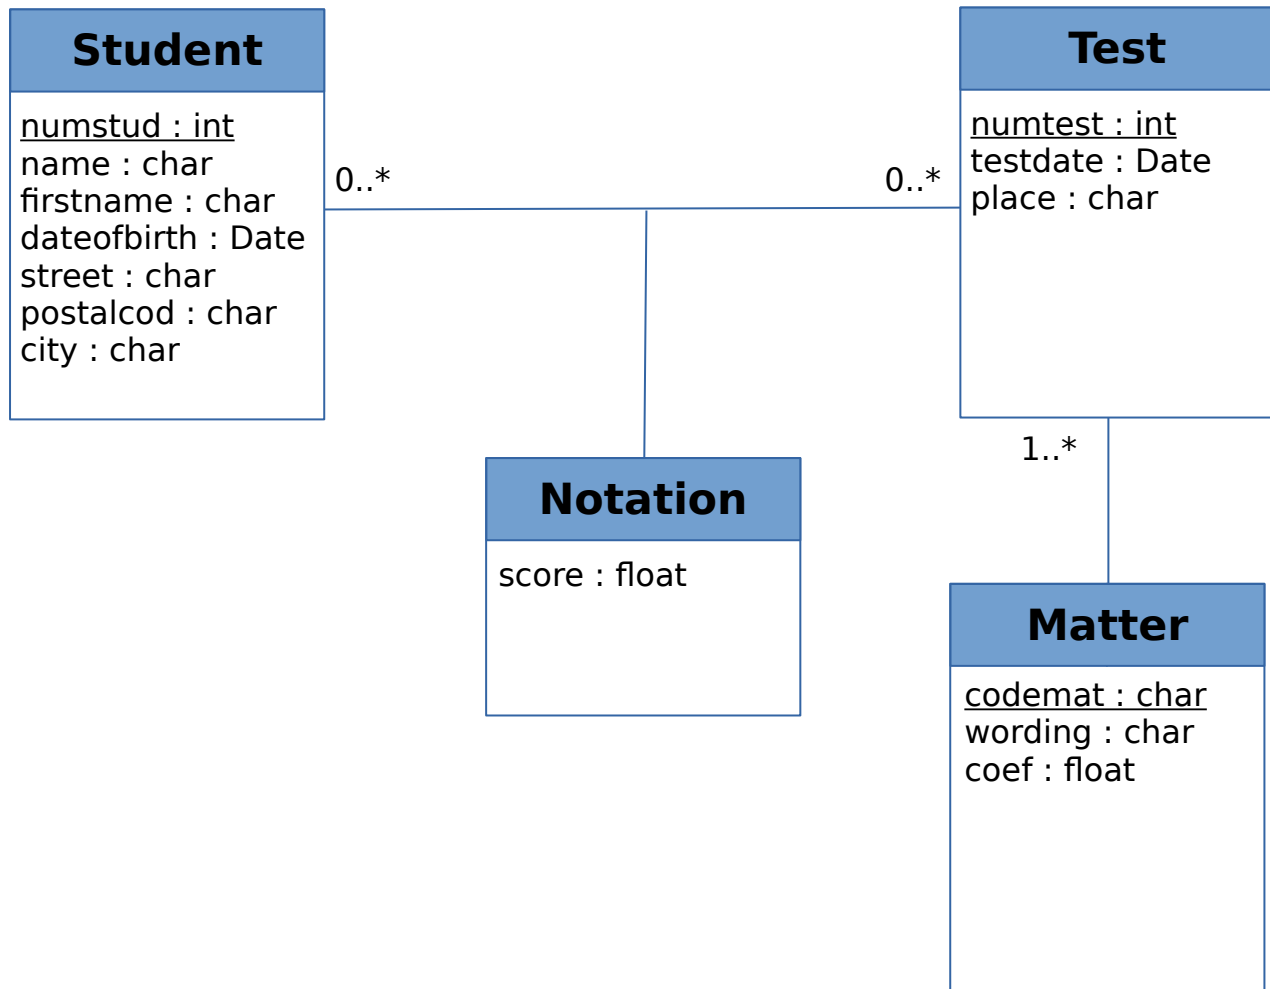 Student
numstud : int
name : char
firstname : char
dateofbirth : Date
street : char
postalcod : char
city : char
0..*
0..*
Test
numtest : int
testdate : Date
place : char
1..*
Notation
score : float
Matter
codemat : char
wording : char
coef : float